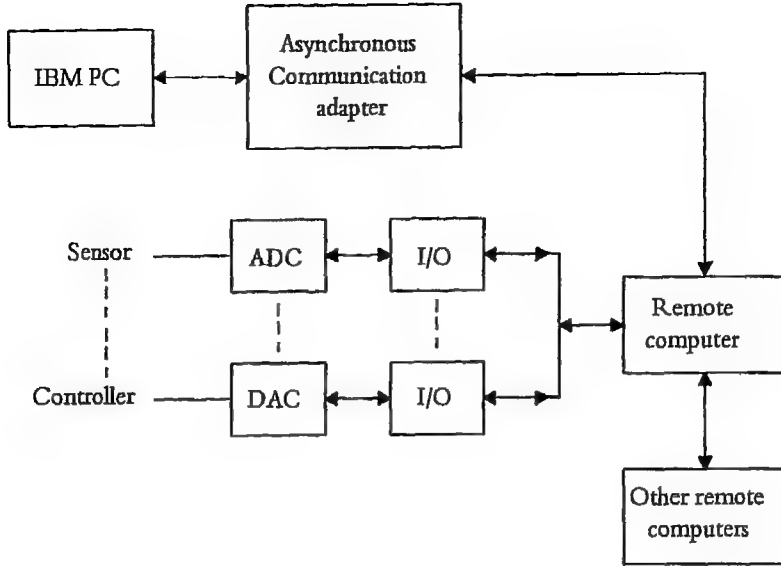 IBM PC
Asynchronous
Communication
adapter
Sensor
ADC
I/O
Remote
computer
Controller
DAC
I/O
Other remote
computers